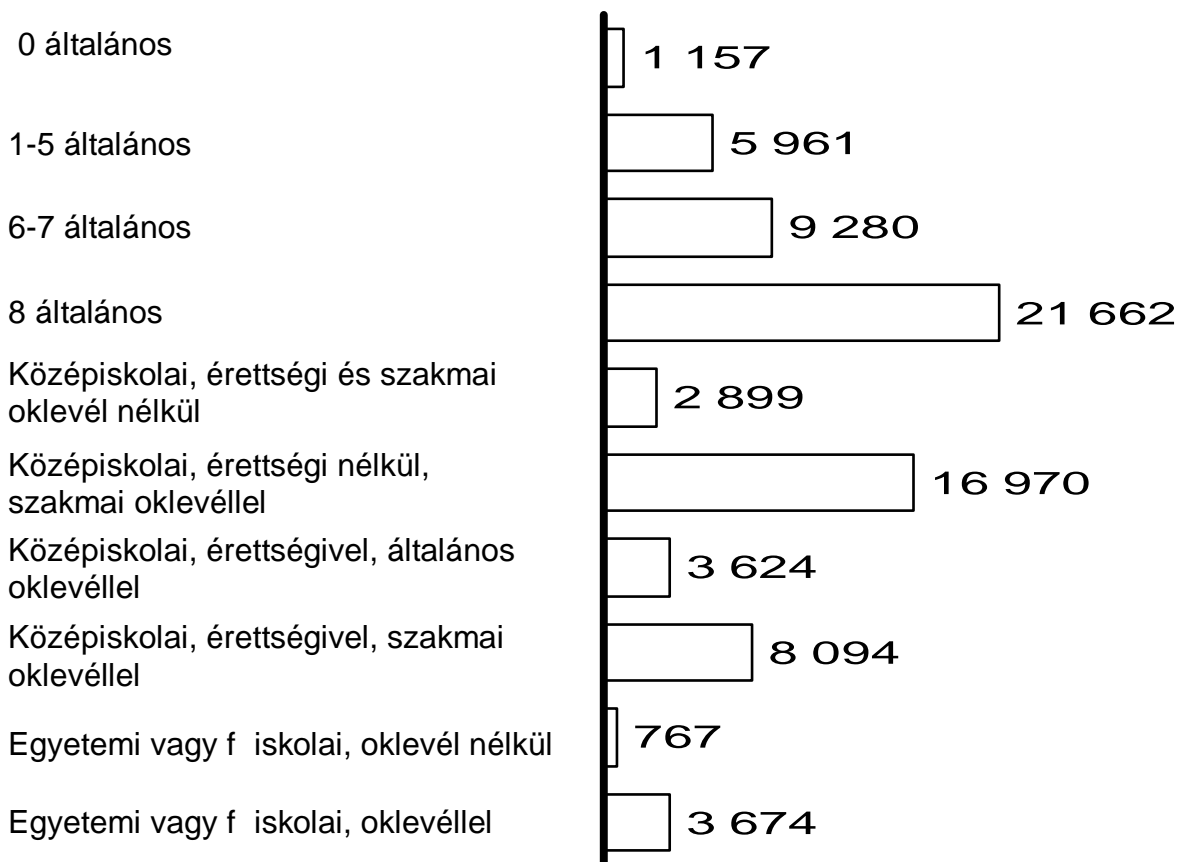 0 általános
1 157
1-5 általános
5 961
6-7 általános
9 280
8 általános
21 662
Középiskolai, érettségi és szakmai
oklevél nélkül
2 899
Középiskolai, érettségi nélkül,
szakmai oklevéllel
16 970
Középiskolai, érettségivel, általános
oklevéllel
3 624
Középiskolai, érettségivel, szakmai
oklevéllel
8 094
Egyetemi vagy f iskolai, oklevél nélkül
767
Egyetemi vagy f iskolai, oklevéllel
3 674